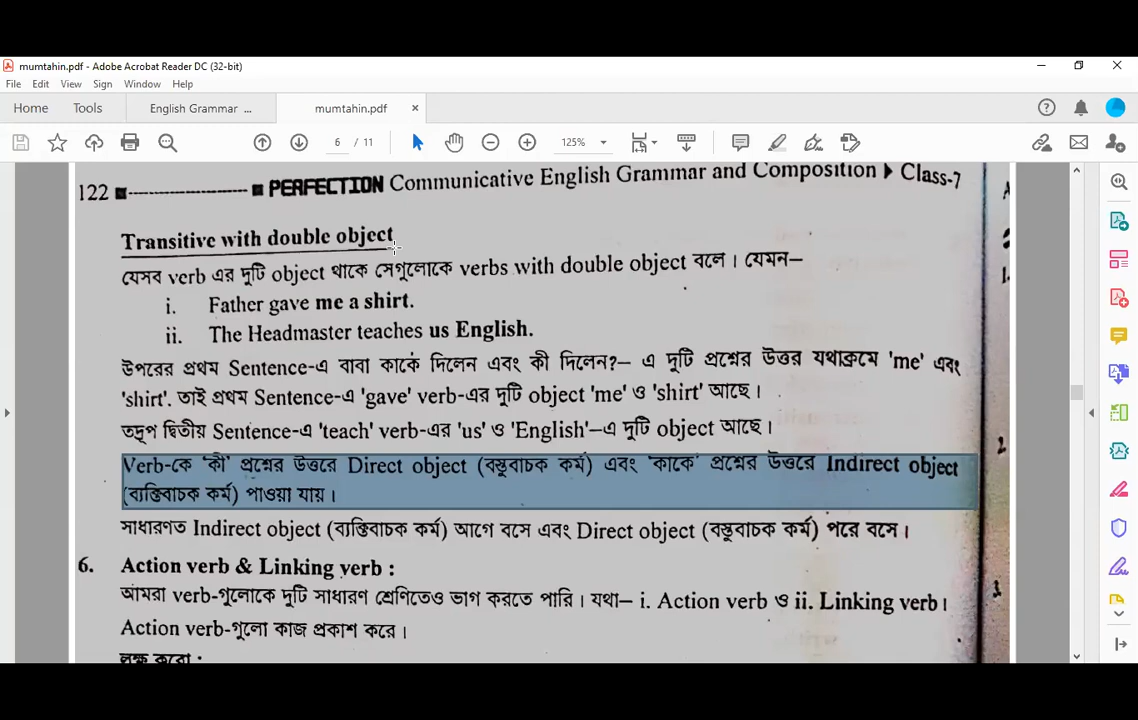 mumtahin.pdf - Adobe Acrobat Reader DC (32-bit)
File Edit View Sign Window Help
Home Tools English Grammar ... mumtahin.pdf
6 / 11 125%
122 PERFECTION Communicative English Grammar and Composition Class-7
Transitive with double object
যেসব verb এর দুটি object থাকে সেগুলোকে verbs with double object বলে। যেমন–
i. Father gave me a shirt.
ii. The Headmaster teaches us English.
উপরের প্রথম Sentence-এ বাবা কাকে দিলেন এবং কী দিলেন?– এ দুটি প্রশ্নের উত্তর যথাক্রমে 'me' এবং
'shirt'. তাই প্রথম Sentence-এ 'gave' verb-এর দুটি object 'me' ও 'shirt' আছে।
তদ্রূপ দ্বিতীয় Sentence-এ 'teach' verb-এর 'us' ও 'English'–এ দুটি object আছে।
Verb-কে 'কী' প্রশ্নের উত্তরে Direct object (বস্তুবাচক কর্ম) এবং 'কাকে' প্রশ্নের উত্তরে Indirect object
(ব্যক্তিবাচক কর্ম) পাওয়া যায়।
সাধারণত Indirect object (ব্যক্তিবাচক কর্ম) আগে বসে এবং Direct object (বস্তুবাচক কর্ম) পরে বসে।
6. Action verb & Linking verb :
আমরা verb-গুলোকে দুটি সাধারণ শ্রেণিতেও ভাগ করতে পারি। যথা– i. Action verb ও ii. Linking verb।
Action verb-গুলো কাজ প্রকাশ করে।
লক্ষ করো :